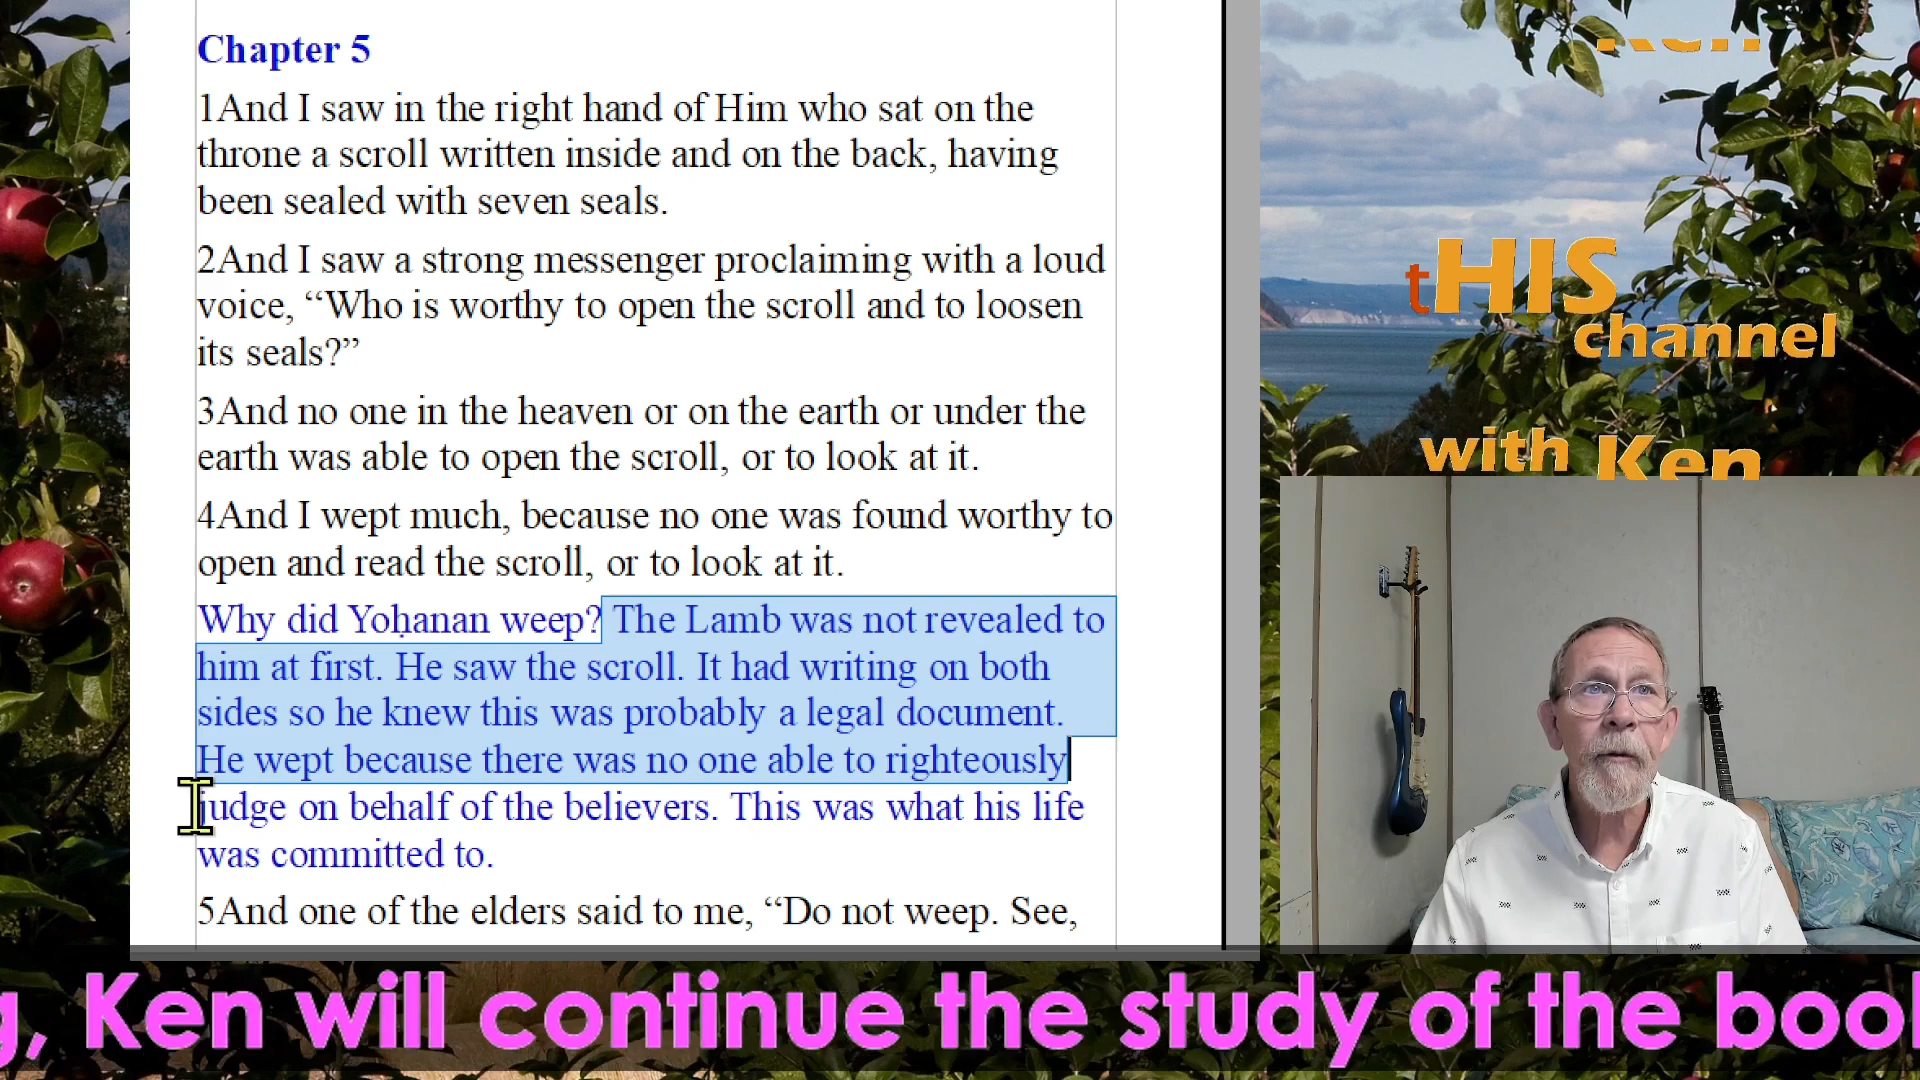 Chapter 5
1And I saw in the right hand of Him who sat on the
throne a scroll written inside and on the back, having
been sealed with seven seals.
2And I saw a strong messenger proclaiming with a loud
voice, “Who is worthy to open the scroll and to loosen
its seals?”
3And no one in the heaven or on the earth or under the
earth was able to open the scroll, or to look at it.
4And I wept much, because no one was found worthy to
open and read the scroll, or to look at it.
Why did Yoḥanan weep? The Lamb was not revealed to
him at first. He saw the scroll. It had writing on both
sides so he knew this was probably a legal document.
He wept because there was no one able to righteously
judge on behalf of the believers. This was what his life
was committed to.
5And one of the elders said to me, “Do not weep. See,
tHIS
channel
with Ken
Ken will continue the study of the